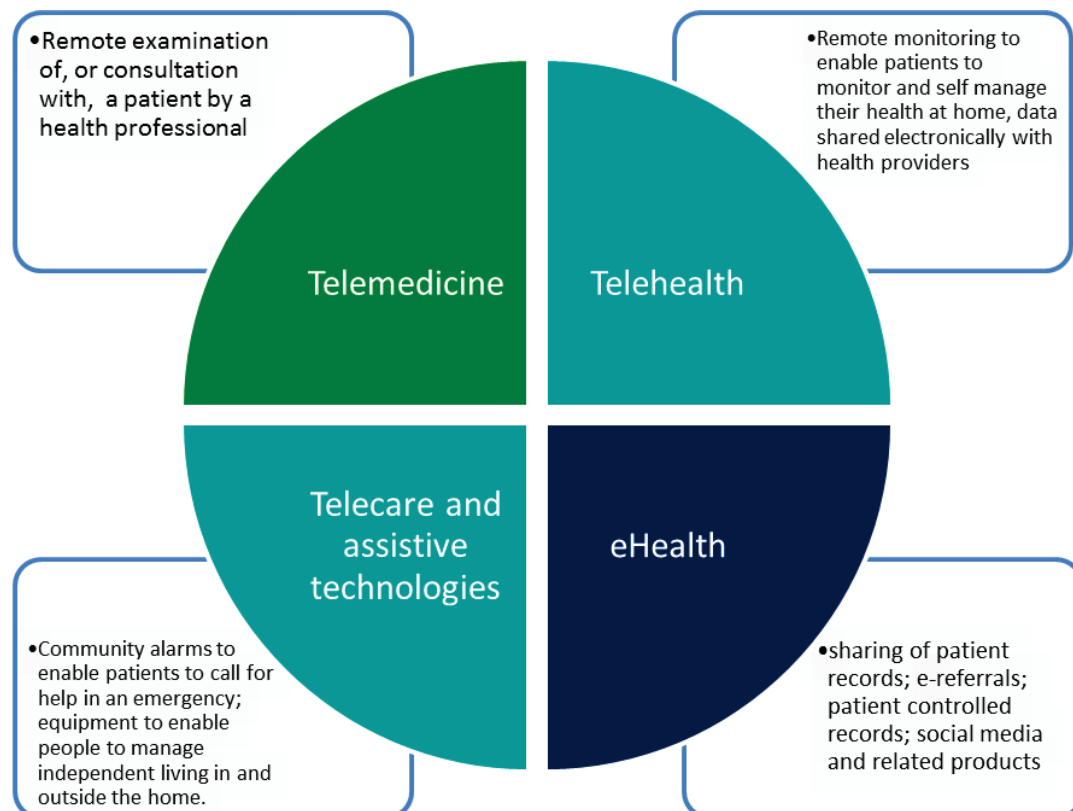 •Remote examination
of, or consultation
with,  a patient by a
health professional
•Remote monitoring to
enable patients to
monitor and self manage
their health at home, data
shared electronically with
health providers
Telemedicine
Telehealth
Telecare and
assistive
technologies
eHealth
•Community alarms to
enable patients to call for
help in an emergency;
equipment to enable
people to manage
independent living in and
outside the home.
•sharing of patient
records; e-referrals;
patient controlled
records; social media
and related products